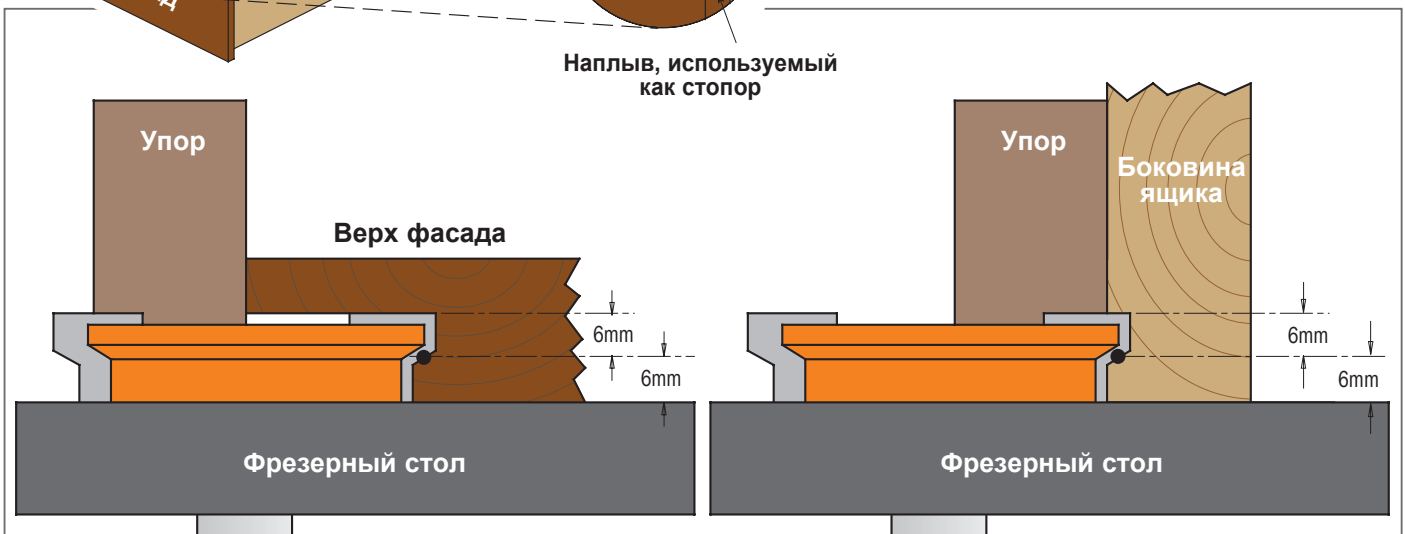 Наплыв, используемый
как стопор
Упор
Верх фасада
6mm
6mm
Фрезерный стол
Упор
Боковина
ящика
6mm
6mm
Фрезерный стол